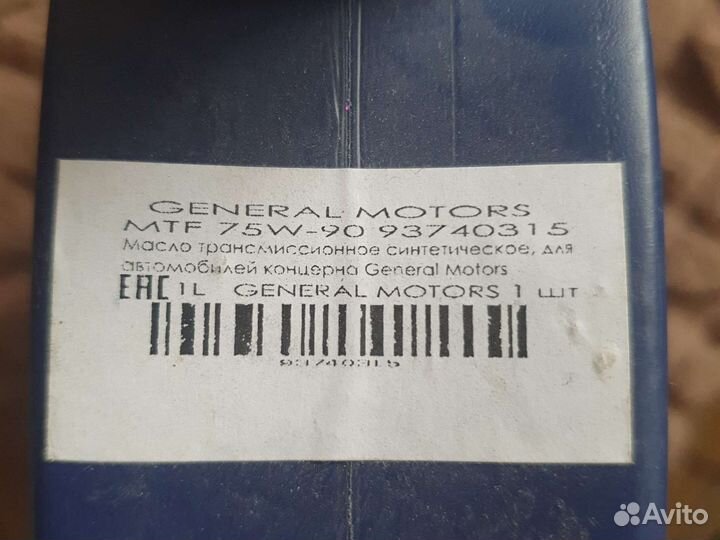 GENERAL MOTORS
MTF 75W-90 93740315
Масло трансмиссионное синтетическое, для
автомобилей концерна General Motors
EAC 1L GENERAL MOTORS 1 шт
93740315
Avito